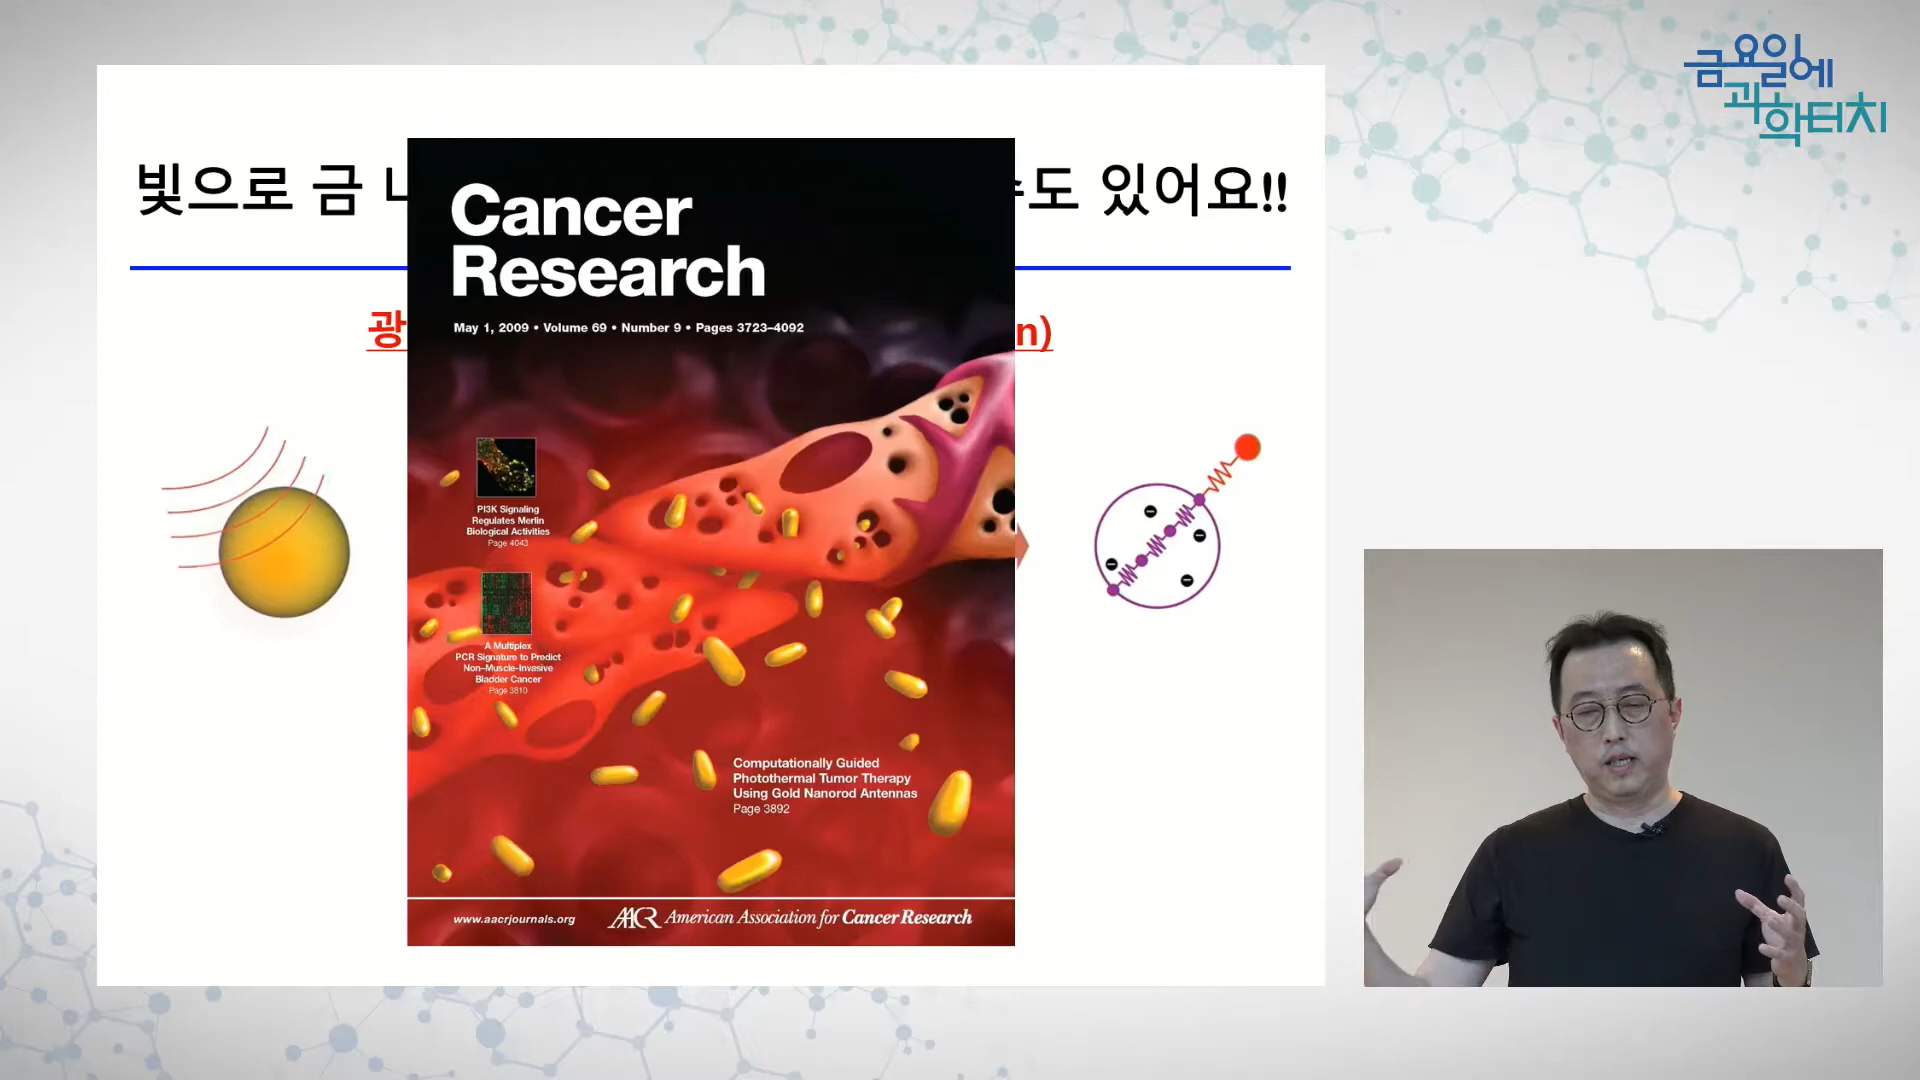 금요일에
과학터치
빛으로 금 도 있어요!!
Cancer
Research
May 1, 2009 • Volume 69 • Number 9 • Pages 3723–4092
광 n)
PI3K Signaling
Regulates Merlin
Biological Activities
Page 4043
A Multiplex
PCR Signature to Predict
Non–Muscle-Invasive
Bladder Cancer
Page 3810
Computationally Guided
Photothermal Tumor Therapy
Using Gold Nanorod Antennas
Page 3892
www.aacrjournals.org
AACR American Association for Cancer Research